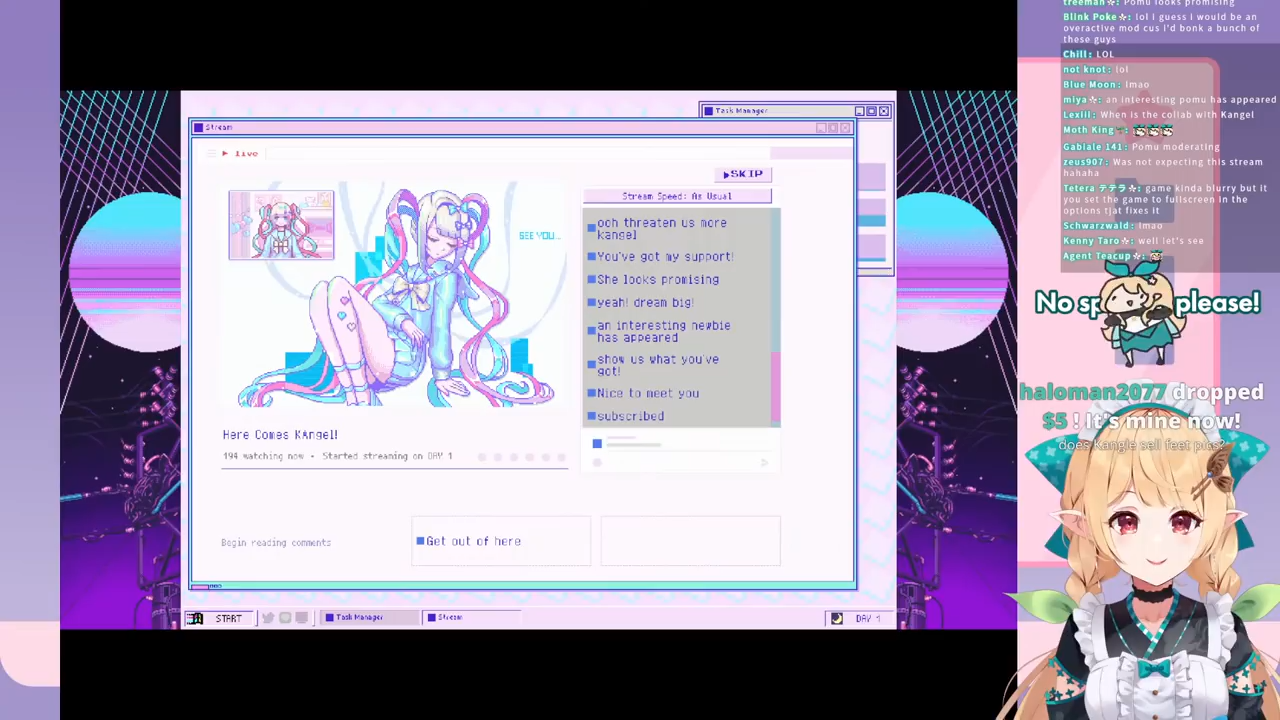 Task Manager
Stream
live
SKIP
Stream Speed: As Usual
ooh threaten us more
kangel
You've got my support!
She looks promising
yeah! dream big!
an interesting newbie
has appeared
show us what you've
got!
Nice to meet you
subscribed
SEE YOU...
Here Comes KAngel!
194 watching now • Started streaming on DAY 1
Begin reading comments
Get out of here
START
Task Manager
Stream
DAY 1
treeman: Pomu looks promising
Blink Poke: lol I guess I would be an
overactive mod cus i'd bonk a bunch of
these guys
Chill: LOL
not knot: lol
Blue Moon: lmao
miya: an interesting pomu has appeared
Lexiii: When is the collab with Kangel
Moth King:
Gabiale 141: Pomu moderating
zeus907: Was not expecting this stream
hahaha
Tetera テテラ: game kinda blurry but it
you set the game to fullscreen in the
options tjat fixes it
Schwarzwald: lmao
Kenny Taro: well let's see
Agent Teacup:
No sp please!
haloman2077 dropped
$5 ! It's mine now!
does Kangle sell feet pics?